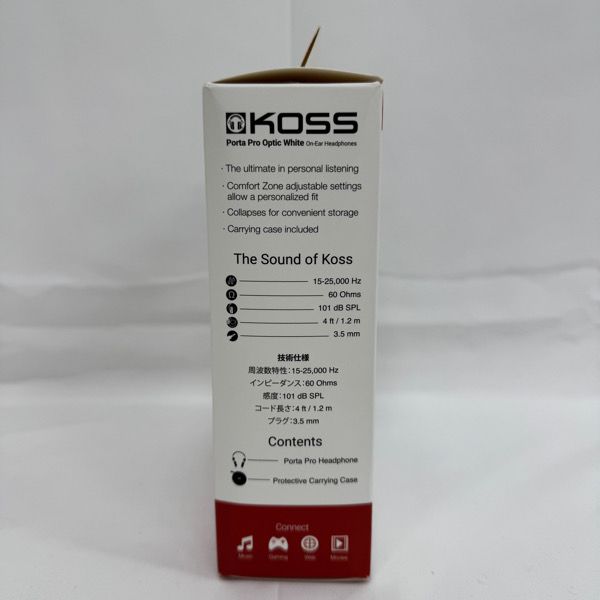 KOSS
Porta Pro Optic White On-Ear Headphones
· The ultimate in personal listening
· Comfort Zone adjustable settings
allow a personalized fit
· Collapses for convenient storage
· Carrying case included
The Sound of Koss
15-25,000 Hz
60 Ohms
101 dB SPL
4 ft / 1.2 m
3.5 mm
技術仕様
周波数特性：15-25,000 Hz
インピーダンス：60 Ohms
感度：101 dB SPL
コード長さ：4 ft / 1.2 m
プラグ：3.5 mm
Contents
Porta Pro Headphone
Protective Carrying Case
Connect
Music Gaming Web Movies